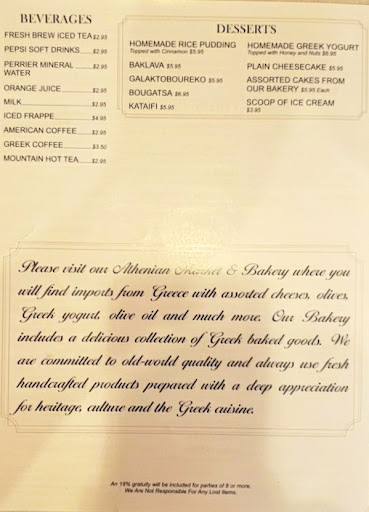 BEVERAGES
FRESH BREW ICED TEA $2.95
PEPSI SOFT DRINKS $2.95
PERRIER MINERAL $2.95
WATER
ORANGE JUICE $2.95
MILK $2.95
ICED FRAPPE $4.95
AMERICAN COFFEE $2.95
GREEK COFFEE $3.50
MOUNTAIN HOT TEA $2.95
DESSERTS
HOMEMADE RICE PUDDING
Topped with Cinnamon $5.95
BAKLAVA $5.95
GALAKTOBOUREKO $5.95
BOUGATSA $6.95
KATAIFI $5.95
HOMEMADE GREEK YOGURT
Topped with Honey and Nuts $6.95
PLAIN CHEESECAKE $5.95
ASSORTED CAKES FROM
OUR BAKERY $5.95 Each
SCOOP OF ICE CREAM
$3.95
Please visit our Athenian Market & Bakery where you
will find imports from Greece with assorted cheeses, olives,
Greek yogurt, olive oil and much more. Our Bakery
includes a delicious collection of Greek baked goods. We
are committed to old-world quality and always use fresh
handcrafted products prepared with a deep appreciation
for heritage, culture and the Greek cuisine.
An 18% gratuity will be included for parties of 8 or more.
We Are Not Responsible For Any Lost Items.